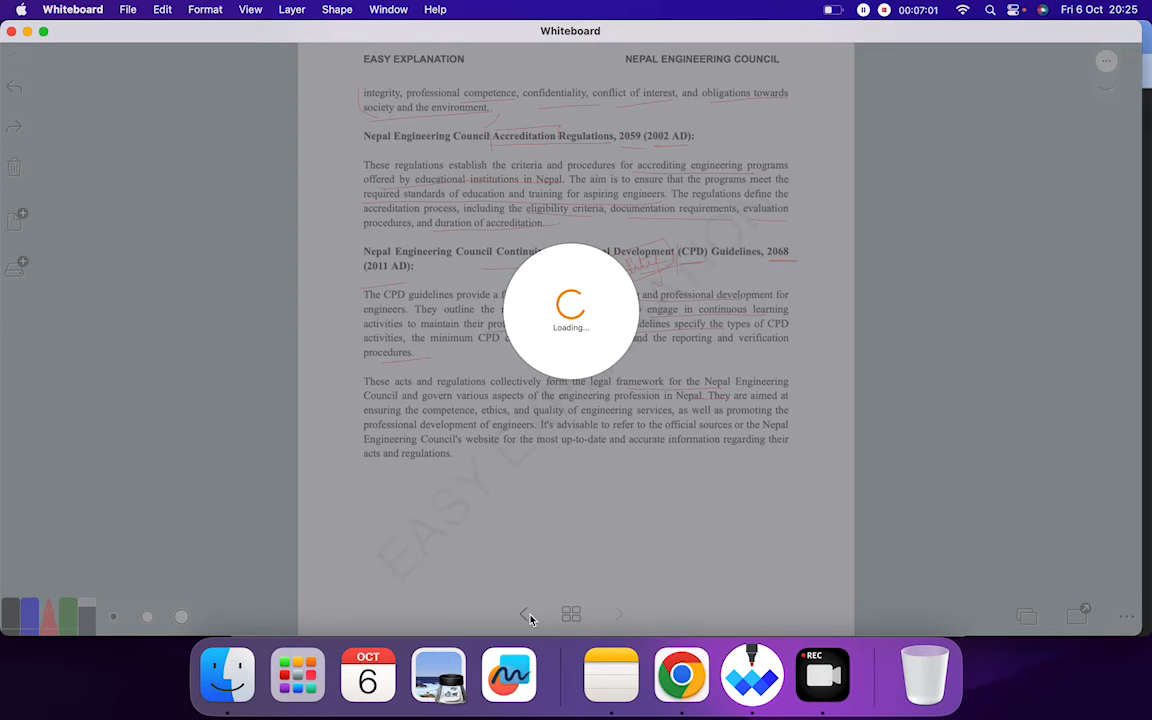 Whiteboard File Edit Format View Layer Shape Window Help 00:07:01 Fri 6 Oct 20:25
Whiteboard
EASY EXPLANATION NEPAL ENGINEERING COUNCIL
integrity, professional competence, confidentiality, conflict of interest, and obligations towards
society and the environment.
Nepal Engineering Council Accreditation Regulations, 2059 (2002 AD):
These regulations establish the criteria and procedures for accrediting engineering programs
offered by educational institutions in Nepal. The aim is to ensure that the programs meet the
required standards of education and training for aspiring engineers. The regulations define the
accreditation process, including the eligibility criteria, documentation requirements, evaluation
procedures, and duration of accreditation.
Nepal Engineering Council Development (CPD) Guidelines, 2068
(2011 AD):
The CPD guidelines provide a and professional development for
engineers. They outline the engage in continuous learning
activities to maintain their specify the types of CPD
activities, the minimum CPD and the reporting and verification
procedures.
Loading...
These acts and regulations collectively form the legal framework for the Nepal Engineering
Council and govern various aspects of the engineering profession in Nepal. They are aimed at
ensuring the competence, ethics, and quality of engineering services, as well as promoting the
professional development of engineers. It's advisable to refer to the official sources or the Nepal
Engineering Council's website for the most up-to-date and accurate information regarding their
acts and regulations.
OCT
6
REC